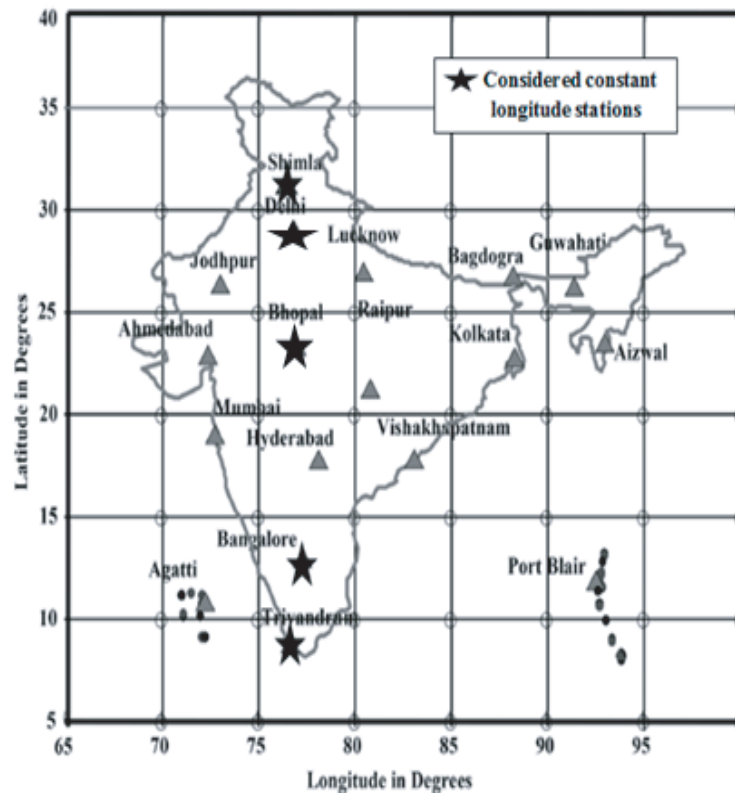 40
Considered constant
longitude stations
35
Shimla
30
Delhi
Lucknow
Guwahati
Bagdogra
Jodhpur
25
Bhopal
Raipur
Ahmedabad
Kolkata
Aizwal
20
Mumbai
Vishakhspatnam
Hyderabad
15
Bangalore
Agatti
Port Blair
10
Trivandrum
5
65 70 75 80 85 90 95
Latitude in Degrees
Longitude in Degrees